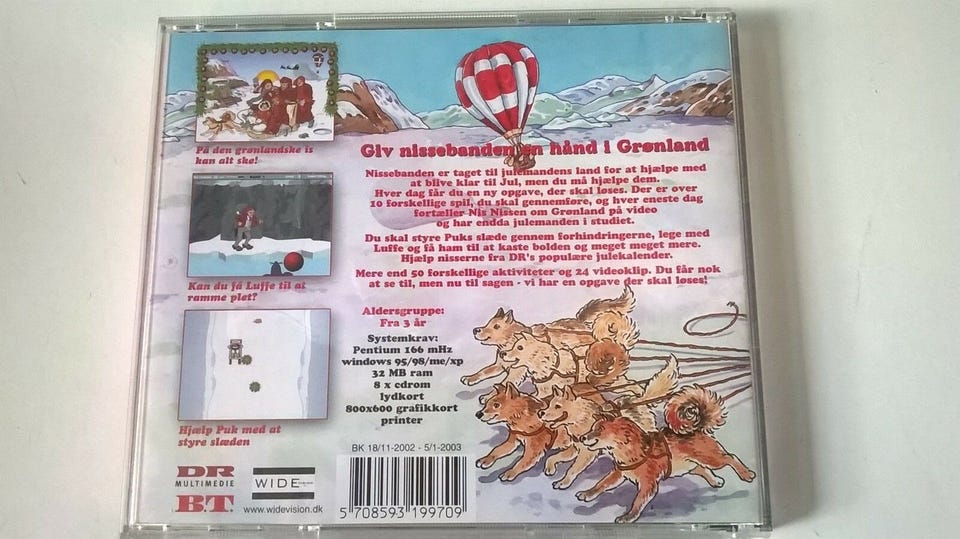 Giv nissebanden en hånd i Grønland
Nissebanden er taget til julemandens land for at hjælpe med
at blive klar til Jul, men du må hjælpe dem.
Hver dag får du en ny opgave, der skal løses. Der er over
10 forskellige spil, du skal gennemføre, og hver eneste dag
fortæller Nis Nissen om Grønland på video
og har endda julemanden i studiet.
Du skal styre Puks slæde gennem forhindringerne, lege med
Luffe og få ham til at kaste bolden og meget meget mere.
Hjælp nisserne fra DR's populære julekalender.
Mere end 50 forskellige aktiviteter og 24 videoklip. Du får nok
at se til, men nu til sagen - vi har en opgave der skal løses!
På den grønlandske is
kan alt ske!
Kan du få Luffe til at
ramme plet?
Hjælp Puk med at
styre slæden
Aldersgruppe:
Fra 3 år
Systemkrav:
Pentium 166 mHz
windows 95/98/me/xp
32 MB ram
8 x cdrom
lydkort
800x600 grafikkort
printer
BK 18/11-2002 - 5/1-2003
DR
MULTIMEDIE
B.T.
WIDE
www.widevision.dk
5 708593 199709